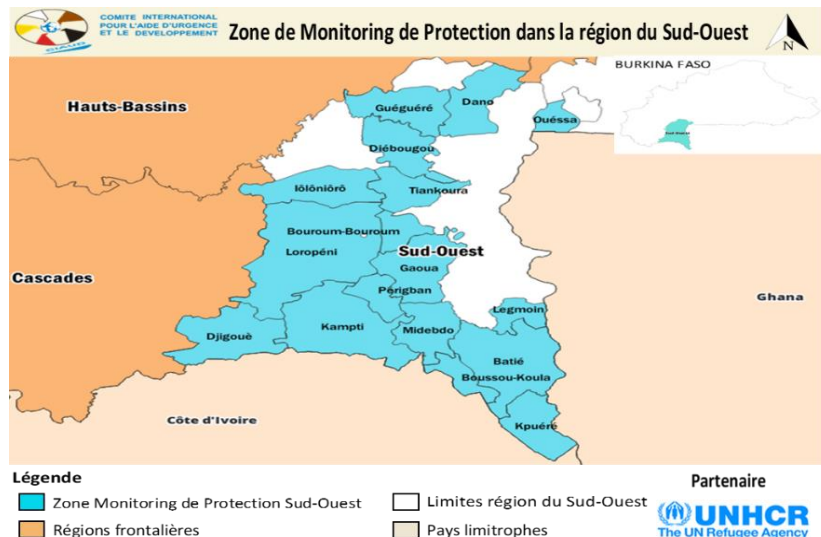 COMITE INTERNATIONAL
POUR L'AIDE D'URGENCE
ET LE DEVELOPPEMENT
CIAUD
Zone de Monitoring de Protection dans la région du Sud-Ouest
N
BURKINA FASO
Sud-Ouest
Hauts-Bassins
Guéguéré
Dano
Ouéssa
Diébougou
Iôlôniôrô
Tiankoura
Bouroum-Bouroum
Loropéni
Sud-Ouest
Gaoua
Cascades
Périgban
Ghana
Legmoin
Djigouè
Kampti
Midebdo
Batié
Boussou-Koula
Kpuéré
Côte d'Ivoire
Légende
Zone Monitoring de Protection Sud-Ouest
Limites région du Sud-Ouest
Régions frontalières
Pays limitrophes
Partenaire
UNHCR
The UN Refugee Agency